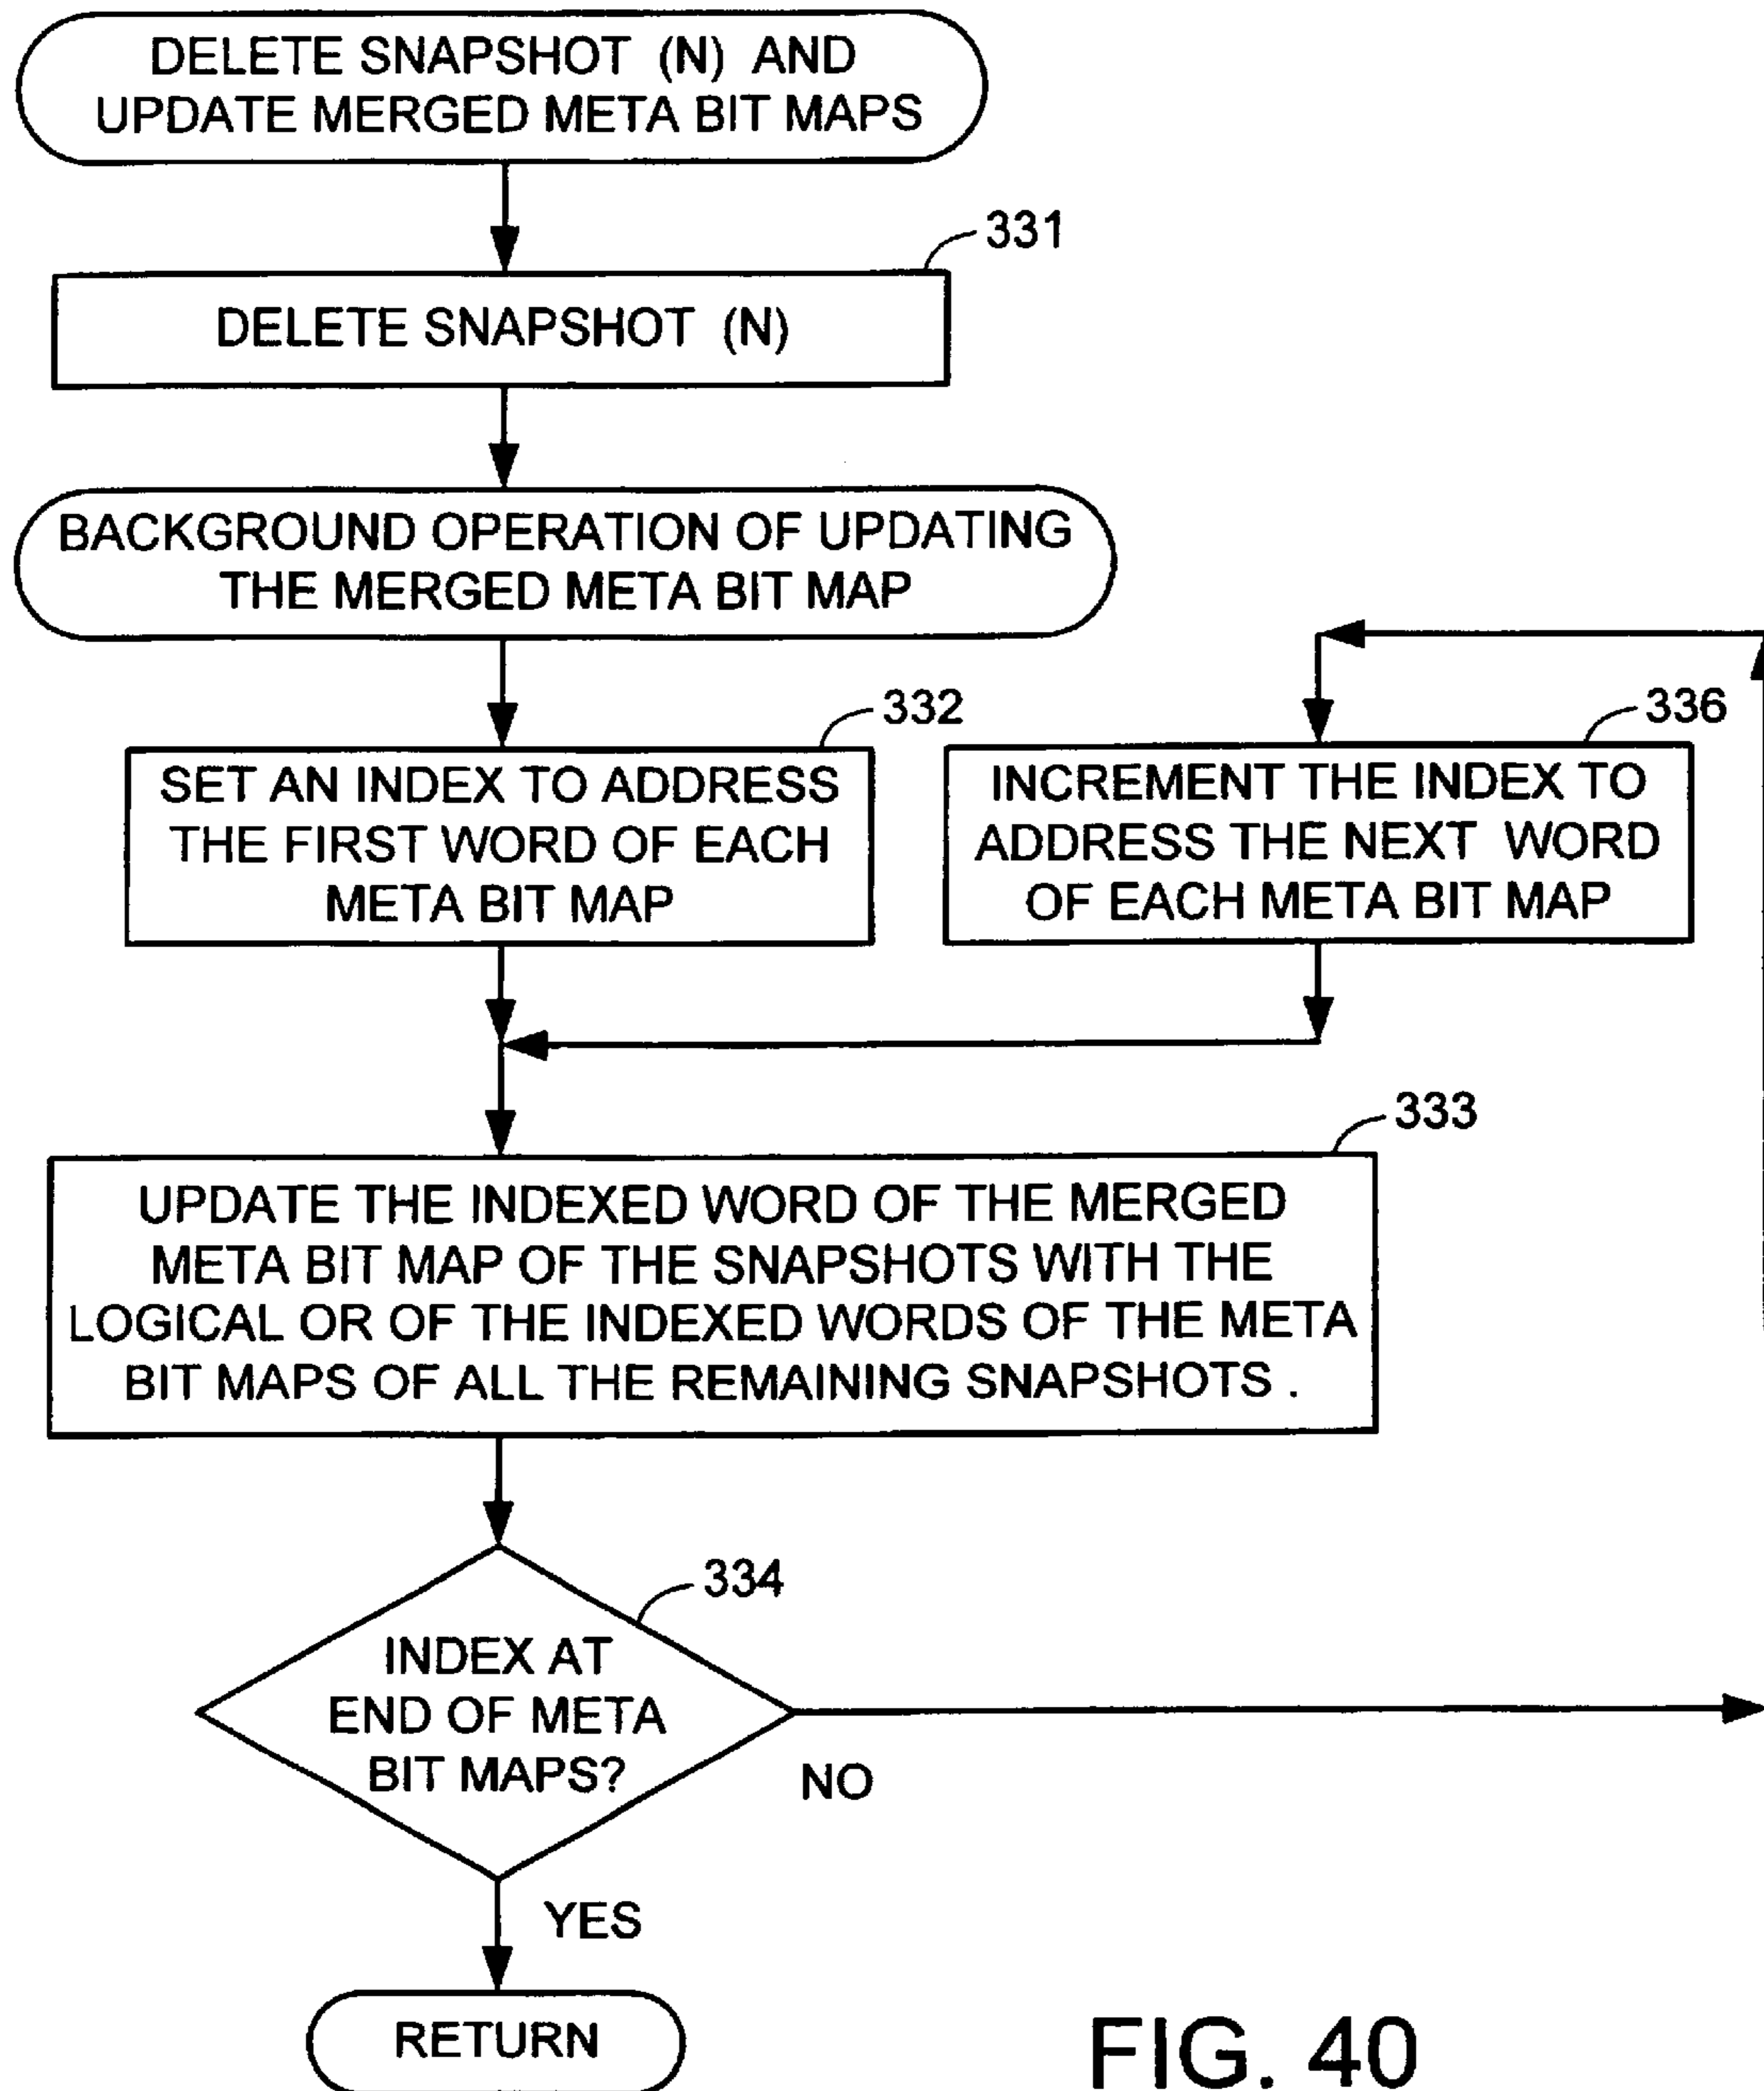 DELETE SNAPSHOT (N) AND
UPDATE MERGED META BIT MAPS
331
DELETE SNAPSHOT (N)
BACKGROUND OPERATION OF UPDATING
THE MERGED META BIT MAP
332
SET AN INDEX TO ADDRESS
THE FIRST WORD OF EACH
META BIT MAP
336
INCREMENT THE INDEX TO
ADDRESS THE NEXT WORD
OF EACH META BIT MAP
333
UPDATE THE INDEXED WORD OF THE MERGED
META BIT MAP OF THE SNAPSHOTS WITH THE
LOGICAL OR OF THE INDEXED WORDS OF THE META
BIT MAPS OF ALL THE REMAINING SNAPSHOTS .
334
INDEX AT
END OF META
BIT MAPS?
NO
YES
RETURN
FIG. 40